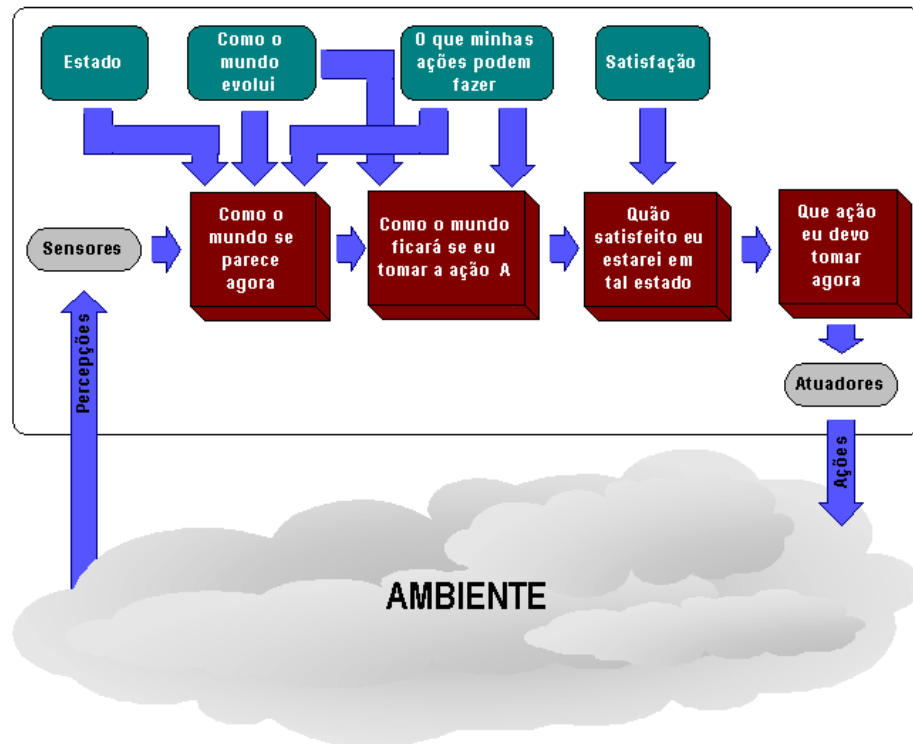 Estado
Como o
mundo
evolui
O que minhas
ações podem
fazer
Satisfação
Sensores
Como o
mundo se
parece
agora
Como o mundo
ficará se eu
tomar a ação A
Quão
satisfeito eu
estarei em
tal estado
Que ação
eu devo
tomar
agora
Percepções
Atuadores
Ações
AMBIENTE